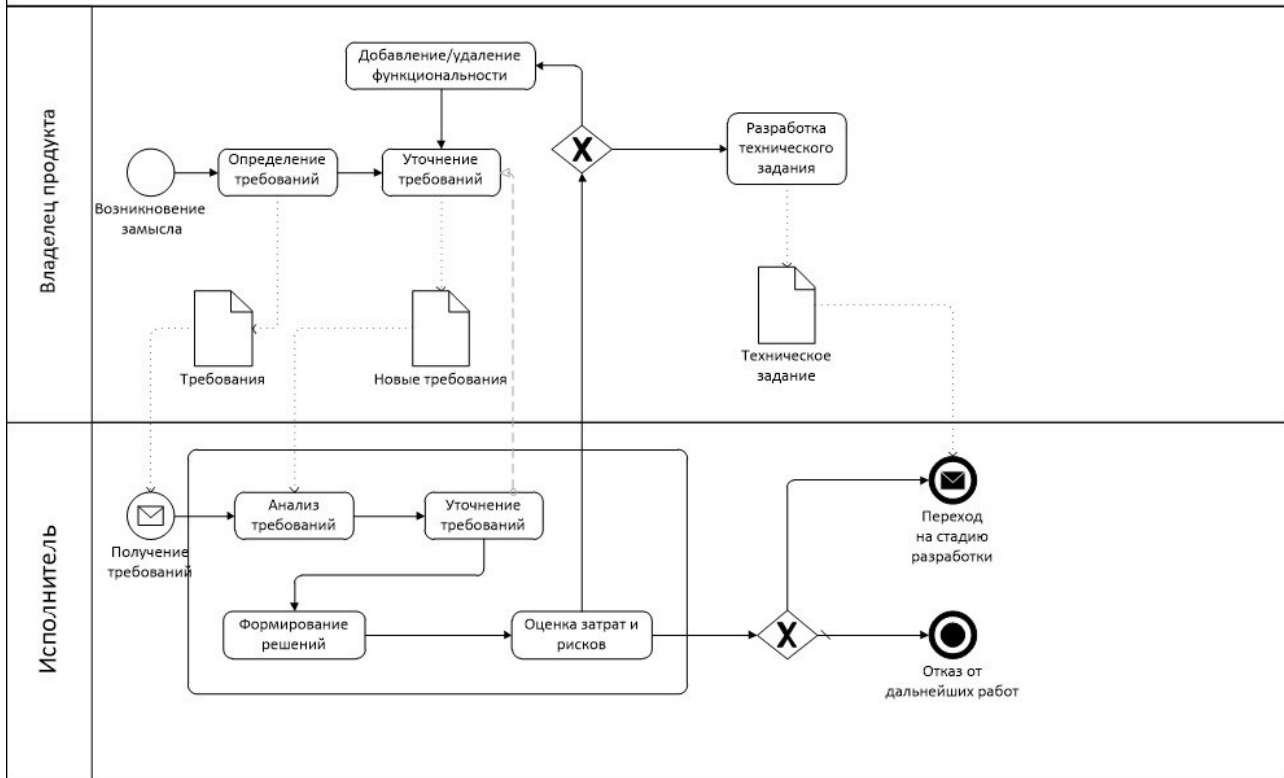 Владелец продукта
Добавление/удаление
функциональности
Возникновение
замысла
Определение
требований
Уточнение
требований
X
Разработка
технического
задания
Требования
Новые требования
Техническое
задание
Исполнитель
Получение
требований
Анализ
требований
Уточнение
требований
Формирование
решений
Оценка затрат и
рисков
X
Переход
на стадию
разработки
Отказ от
дальнейших работ